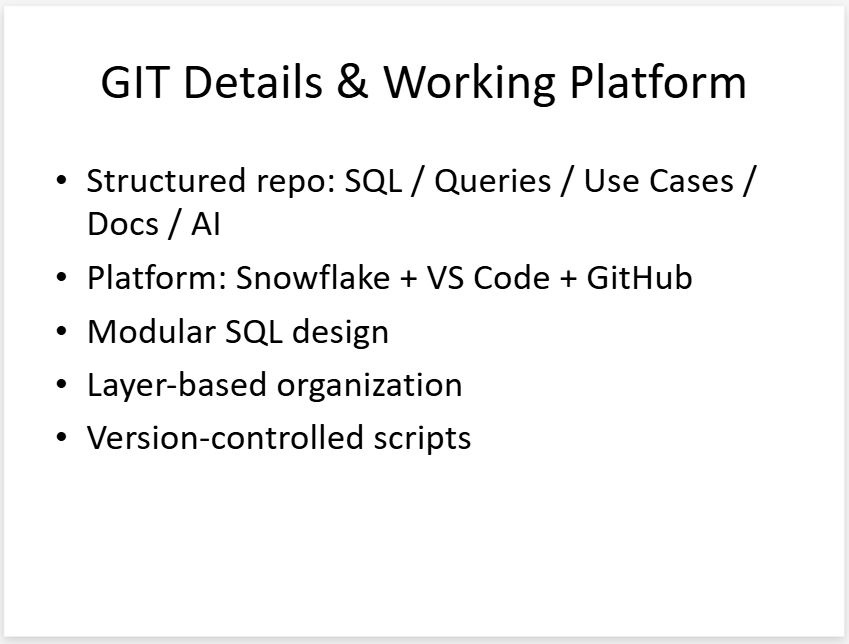 GIT Details & Working Platform
• Structured repo: SQL / Queries / Use Cases /
Docs / AI
• Platform: Snowflake + VS Code + GitHub
• Modular SQL design
• Layer-based organization
• Version-controlled scripts